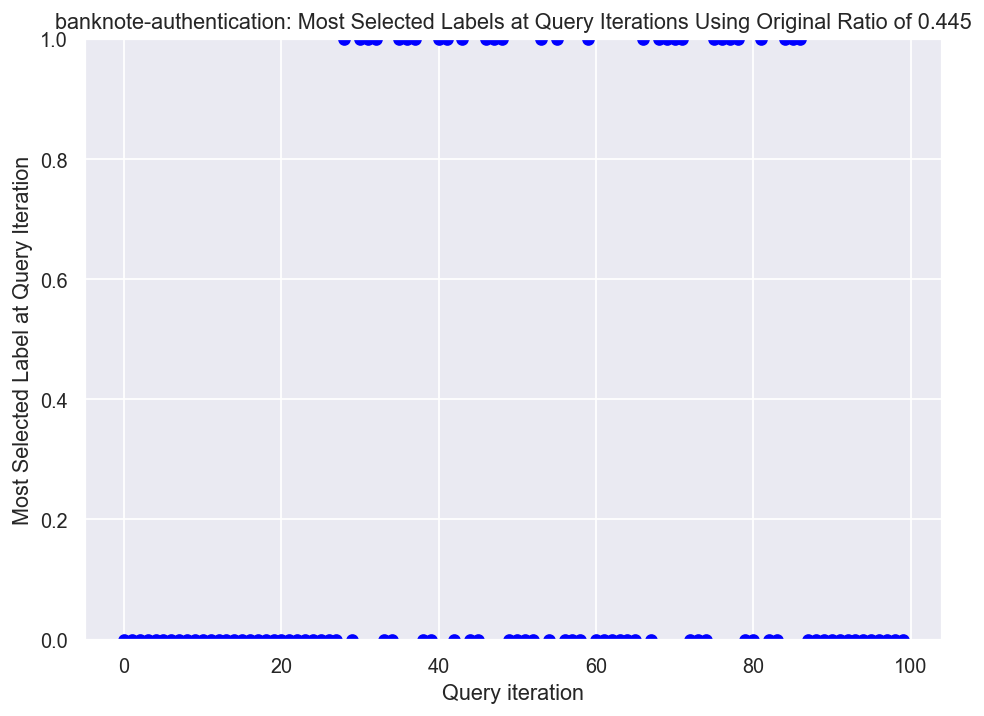 banknote-authentication: Most Selected Labels at Query Iterations Using Original Ratio of 0.445
1.0
0.8
0.6
0.4
0.2
0.0
Most Selected Label at Query Iteration
0 20 40 60 80 100
Query iteration